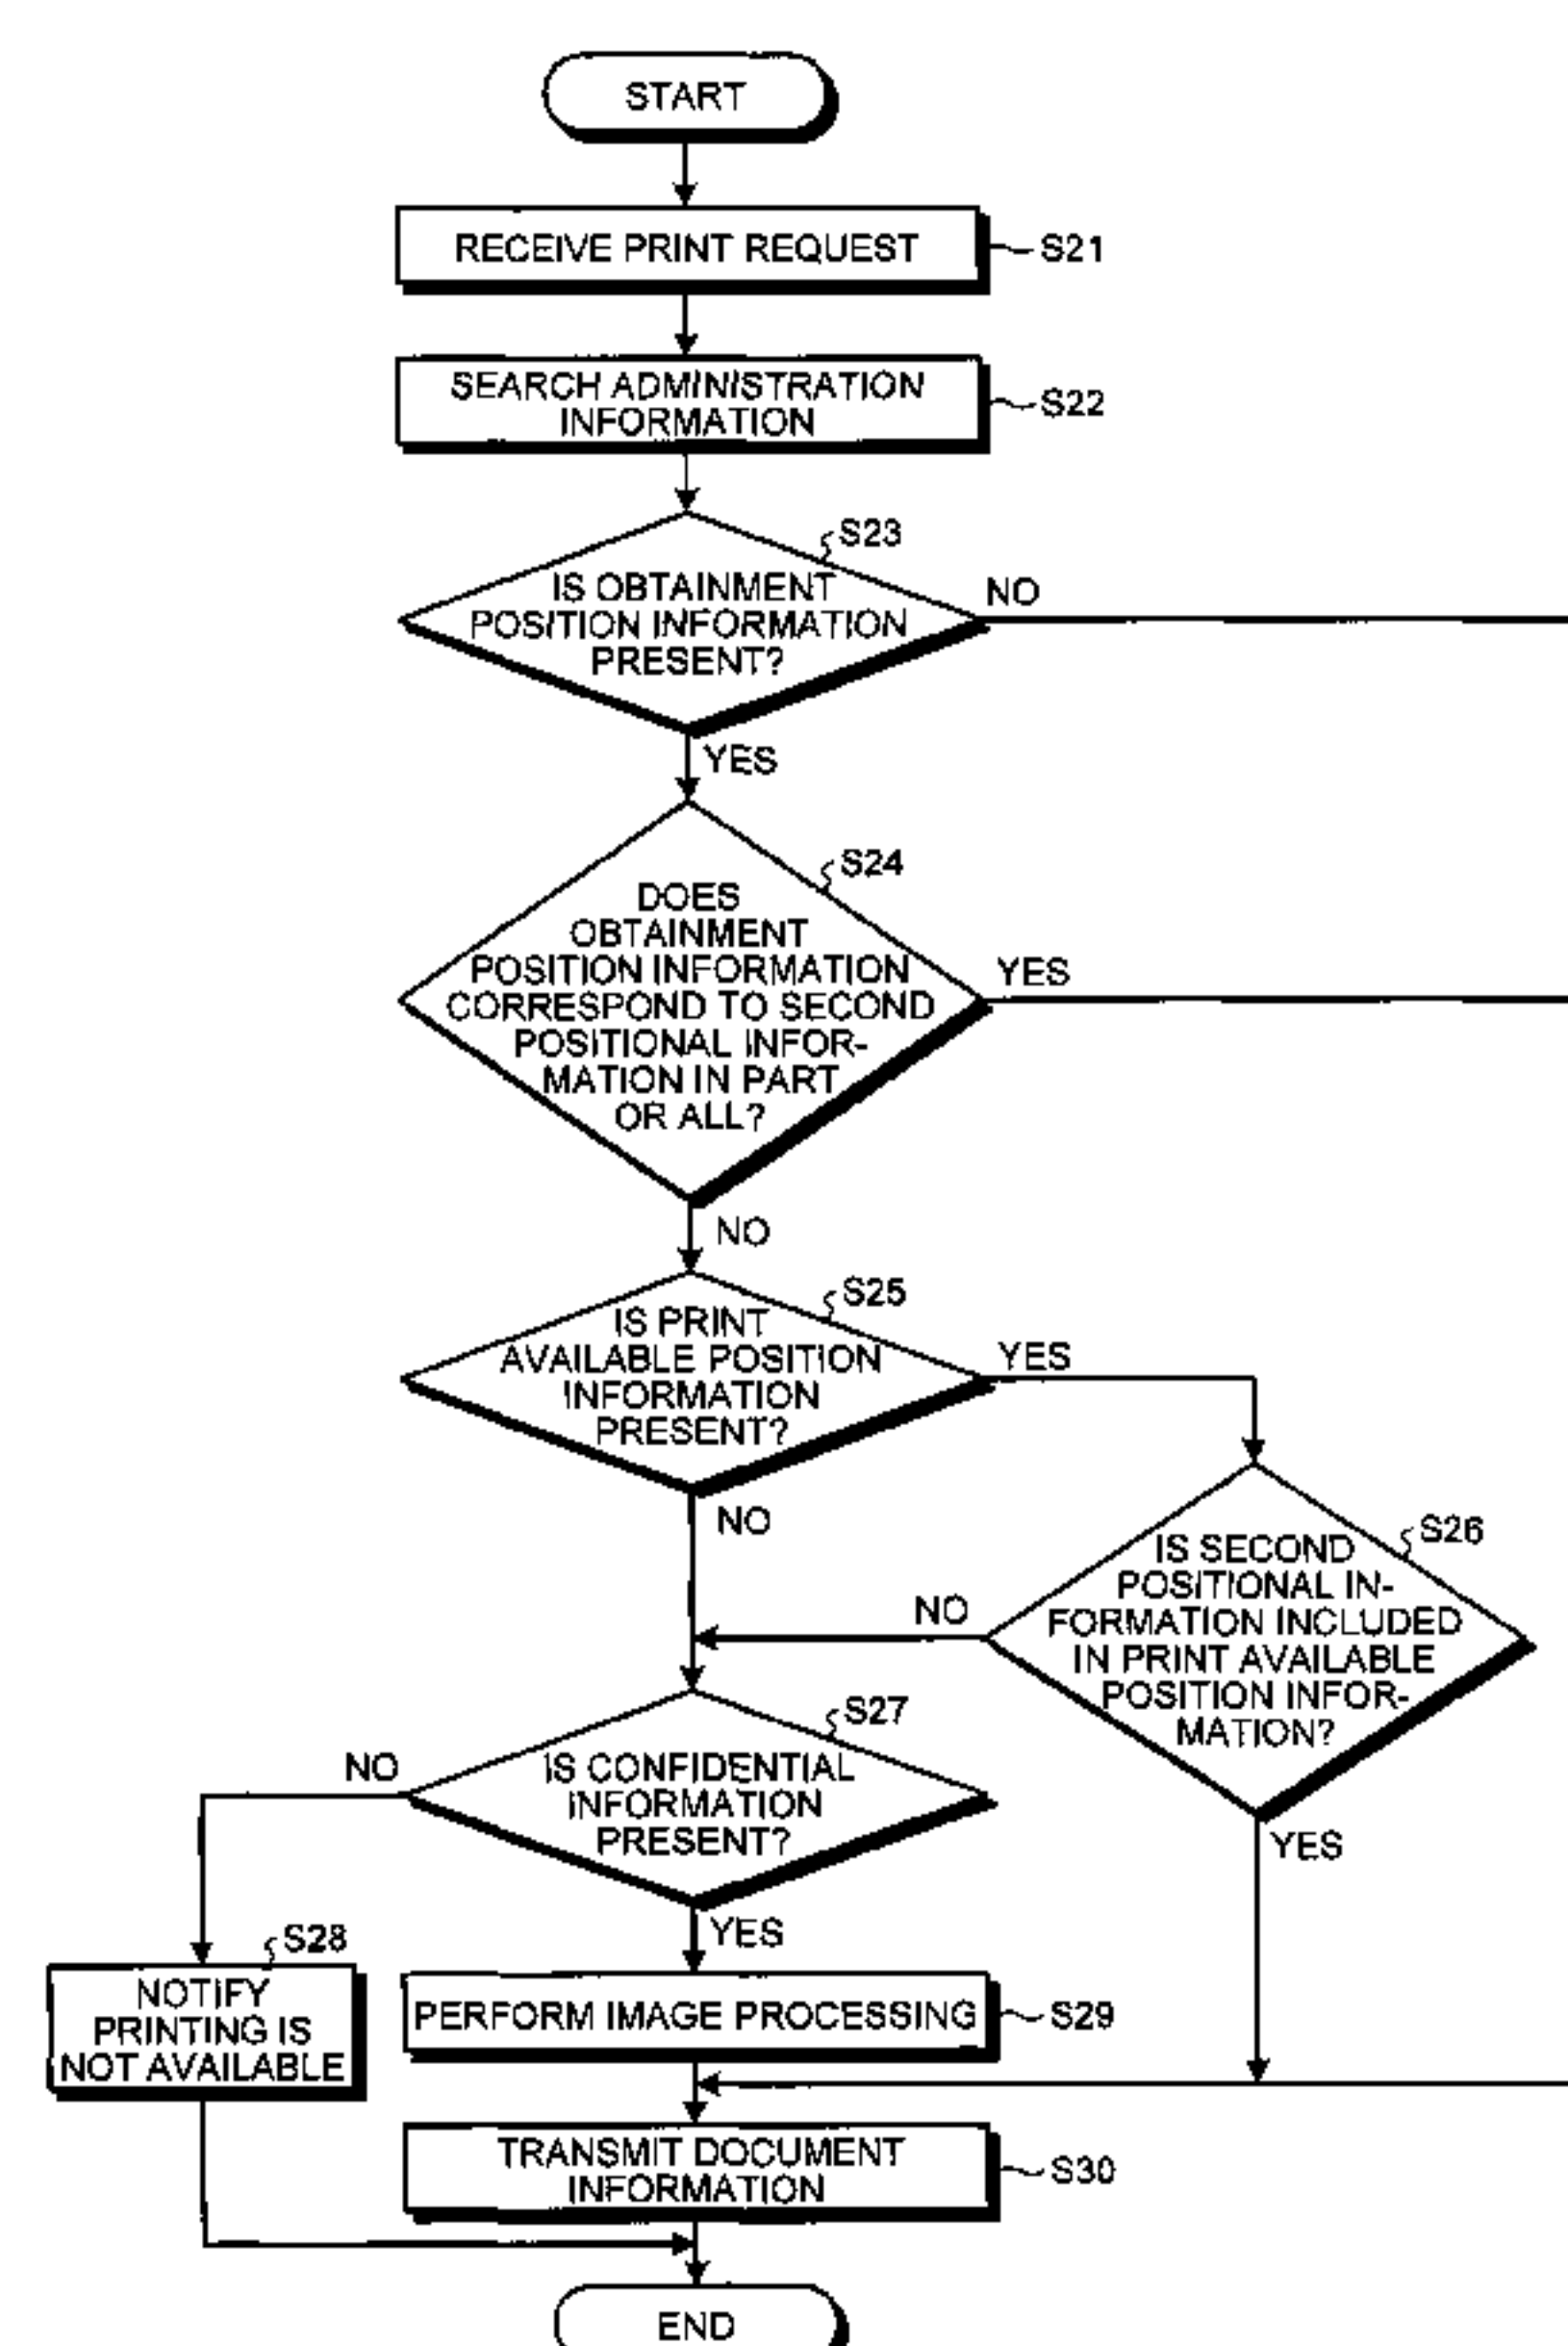 START
RECEIVE PRINT REQUEST
S21
SEARCH ADMINISTRATION
INFORMATION
S22
S23
IS OBTAINMENT
POSITION INFORMATION
PRESENT?
NO
YES
S24
DOES
OBTAINMENT
POSITION INFORMATION
CORRESPOND TO SECOND
POSITIONAL INFOR-
MATION IN PART
OR ALL?
YES
NO
S25
IS PRINT
AVAILABLE POSITION
INFORMATION
PRESENT?
YES
NO
S26
IS SECOND
POSITIONAL IN-
FORMATION INCLUDED
IN PRINT AVAILABLE
POSITION INFOR-
MATION?
NO
YES
S27
IS CONFIDENTIAL
INFORMATION
PRESENT?
NO
YES
S28
NOTIFY
PRINTING IS
NOT AVAILABLE
PERFORM IMAGE PROCESSING
S29
TRANSMIT DOCUMENT
INFORMATION
S30
END